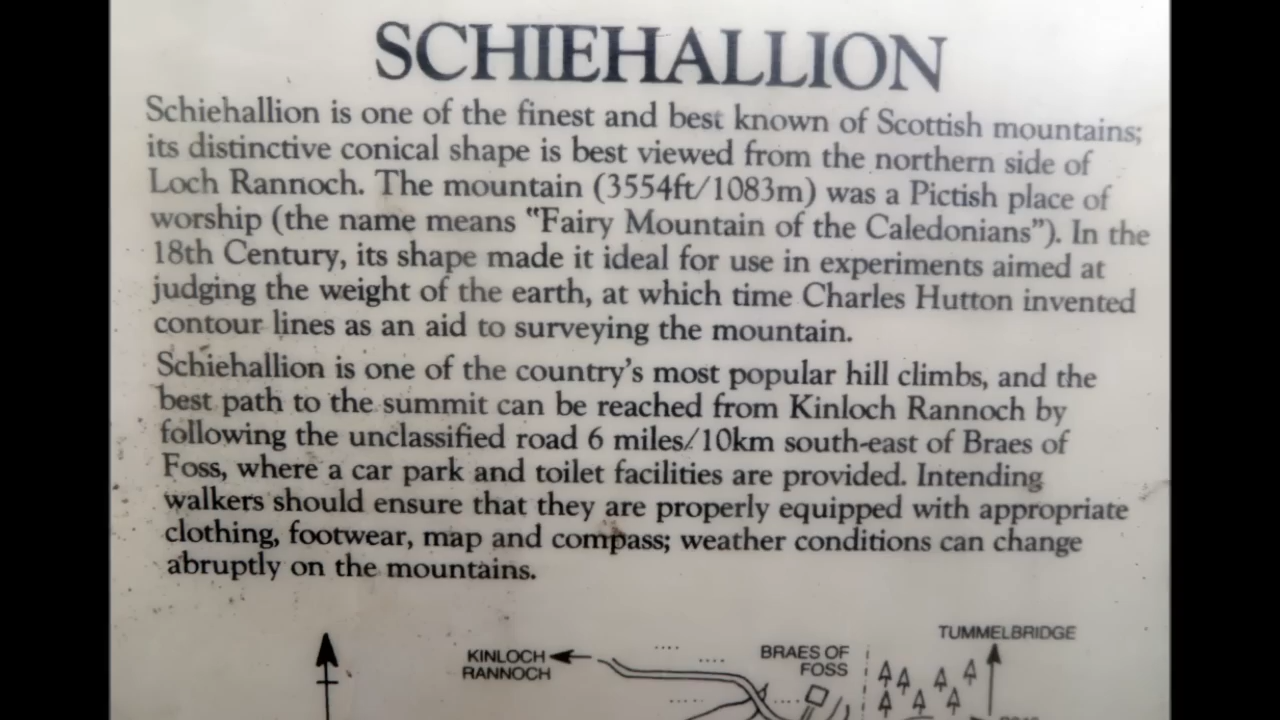 SCHIEHALLION
Schiehallion is one of the finest and best known of Scottish mountains;
its distinctive conical shape is best viewed from the northern side of
Loch Rannoch. The mountain (3554ft/1083m) was a Pictish place of
worship (the name means "Fairy Mountain of the Caledonians"). In the
18th Century, its shape made it ideal for use in experiments aimed at
judging the weight of the earth, at which time Charles Hutton invented
contour lines as an aid to surveying the mountain.
Schiehallion is one of the country's most popular hill climbs, and the
best path to the summit can be reached from Kinloch Rannoch by
following the unclassified road 6 miles/10km south-east of Braes of
Foss, where a car park and toilet facilities are provided. Intending
walkers should ensure that they are properly equipped with appropriate
clothing, footwear, map and compass; weather conditions can change
abruptly on the mountains.
TUMMELBRIDGE
KINLOCH
RANNOCH
BRAES OF
FOSS